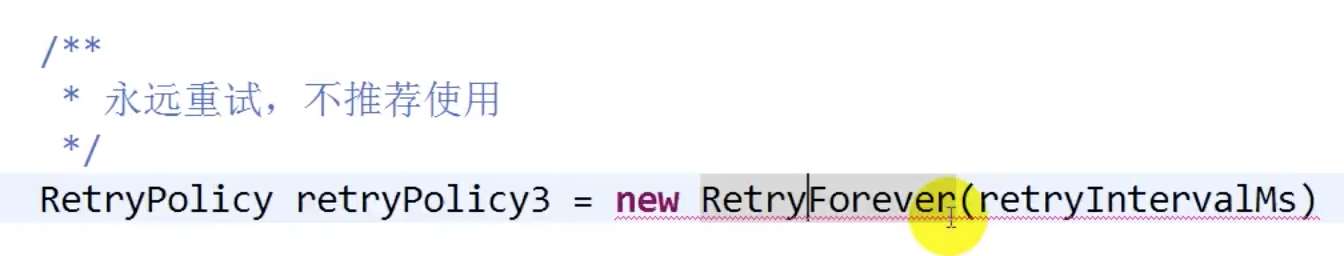 /**
 * 永远重试，不推荐使用
 */
RetryPolicy retryPolicy3 = new RetryForever(retryIntervalMs)